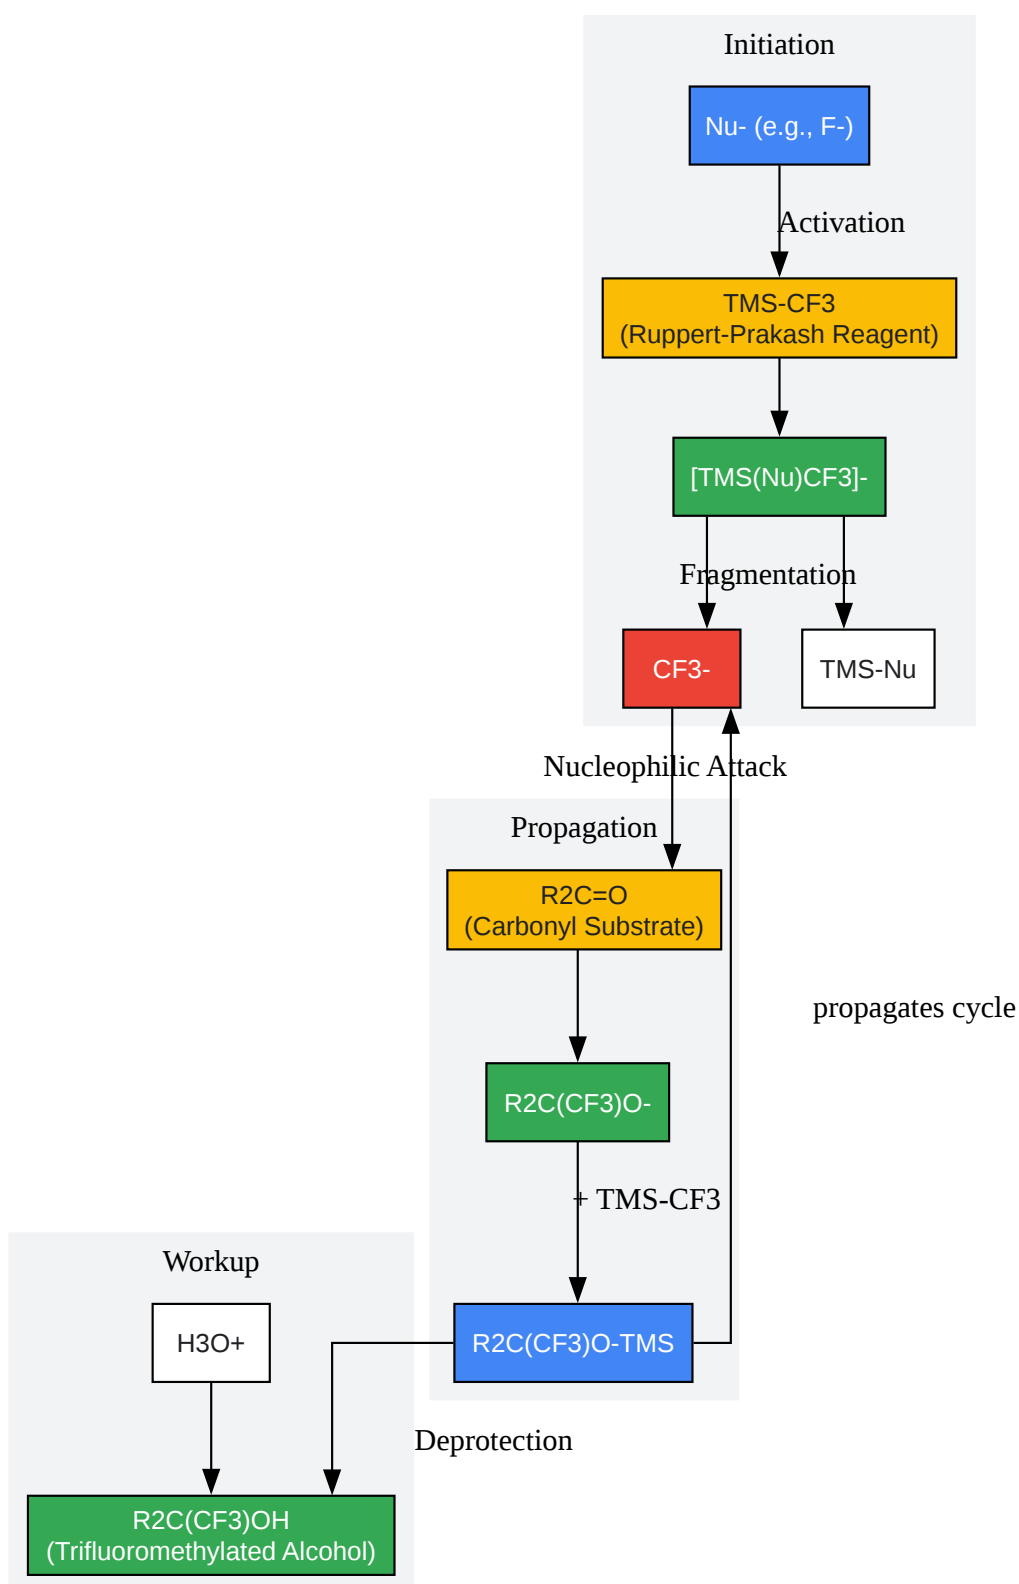 Initiation
Nu- (e.g., F-)
Activation
TMS-CF3
(Ruppert-Prakash Reagent)
[TMS(Nu)CF3]-
Fragmentation
CF3-
TMS-Nu
Nucleophilic Attack
Propagation
R2C=O
(Carbonyl Substrate)
propagates cycle
R2C(CF3)O-
+ TMS-CF3
Workup
H3O+
R2C(CF3)O-TMS
Deprotection
R2C(CF3)OH
(Trifluoromethylated Alcohol)